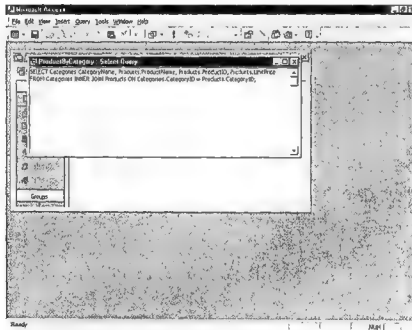 Microsoft Access
File Edit View Insert Query Tools Window Help
ProductByCategory : Select Query
SELECT Categories.CategoryName, Products.ProductName, Products.ProductID, Products.UnitPrice
FROM Categories INNER JOIN Products ON Categories.CategoryID = Products.CategoryID;
Groups
Ready
NUM